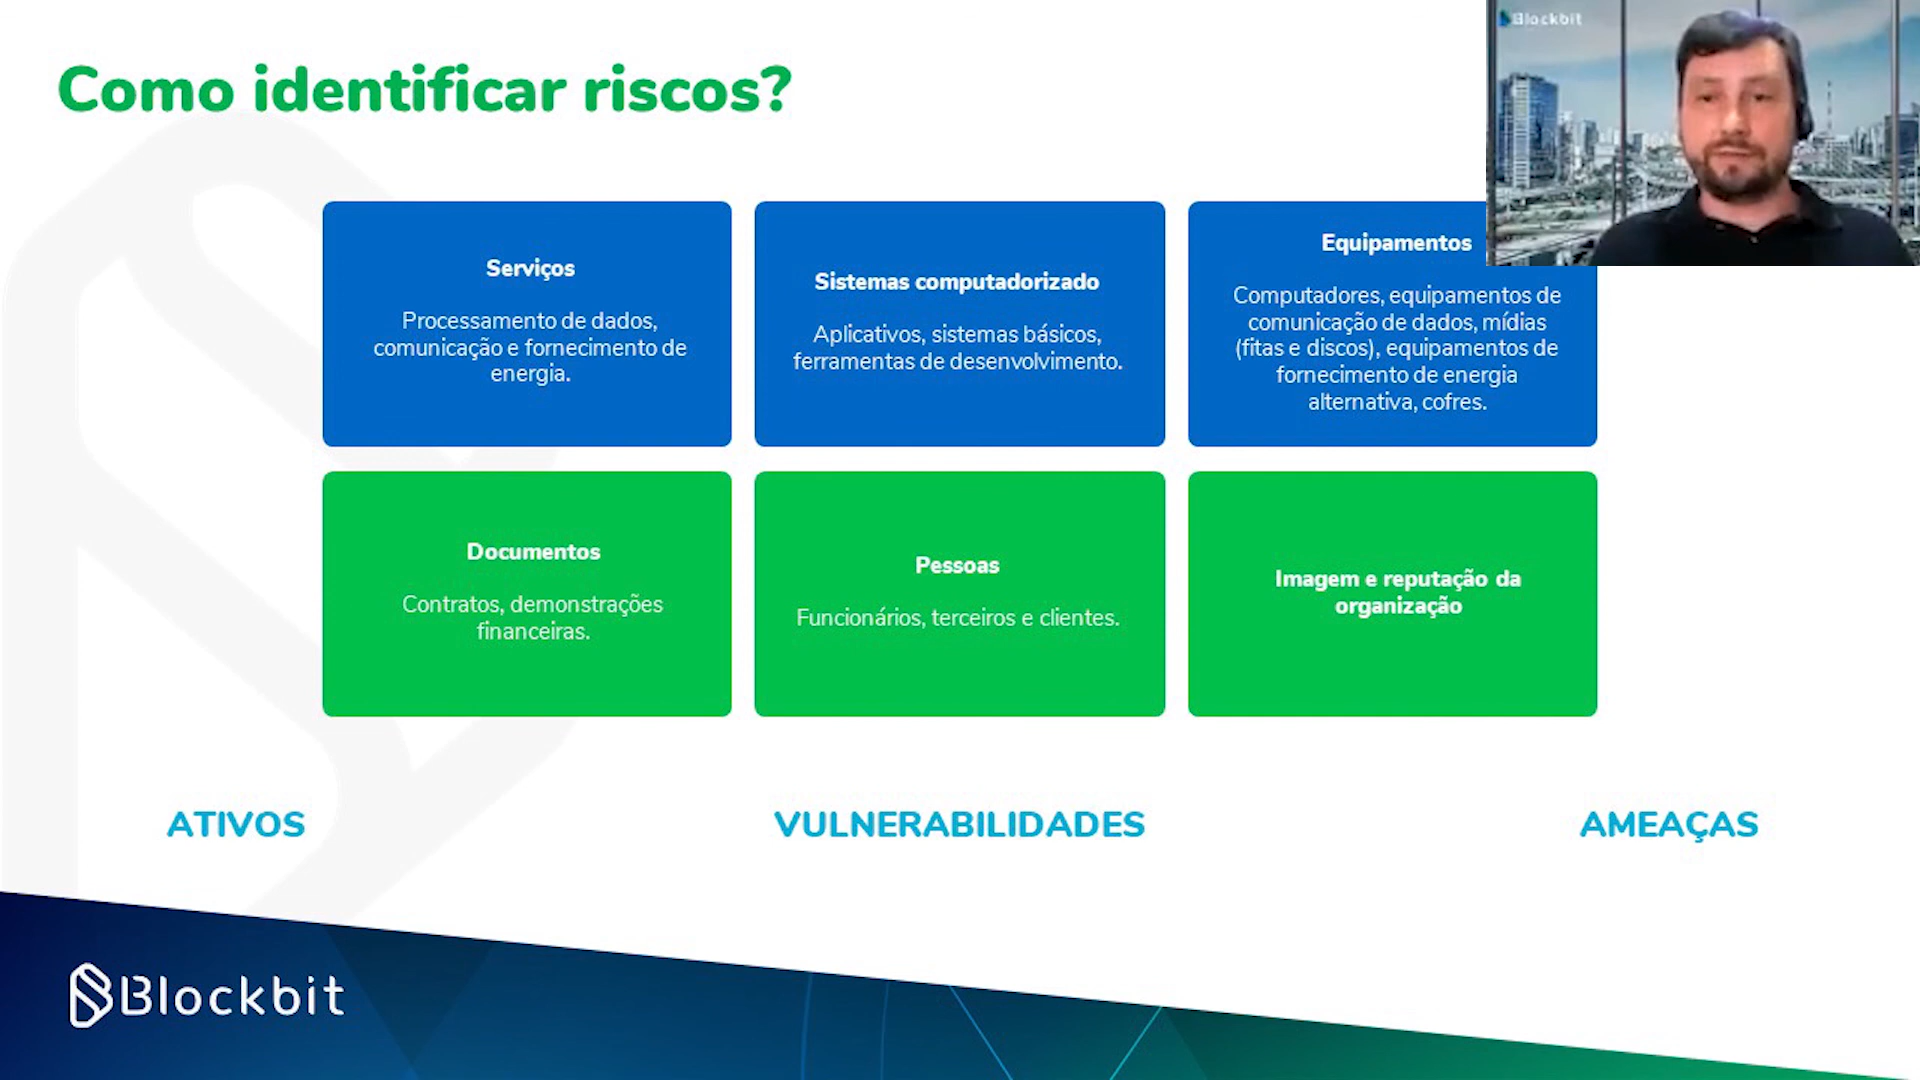 Como identificar riscos?
Blockbit
Serviços
Processamento de dados,
comunicação e fornecimento de
energia.
Sistemas computadorizado
Aplicativos, sistemas básicos,
ferramentas de desenvolvimento.
Equipamentos
Computadores, equipamentos de
comunicação de dados, mídias
(fitas e discos), equipamentos de
fornecimento de energia
alternativa, cofres.
Documentos
Contratos, demonstrações
financeiras.
Pessoas
Funcionários, terceiros e clientes.
Imagem e reputação da
organização
ATIVOS
VULNERABILIDADES
AMEAÇAS
Blockbit